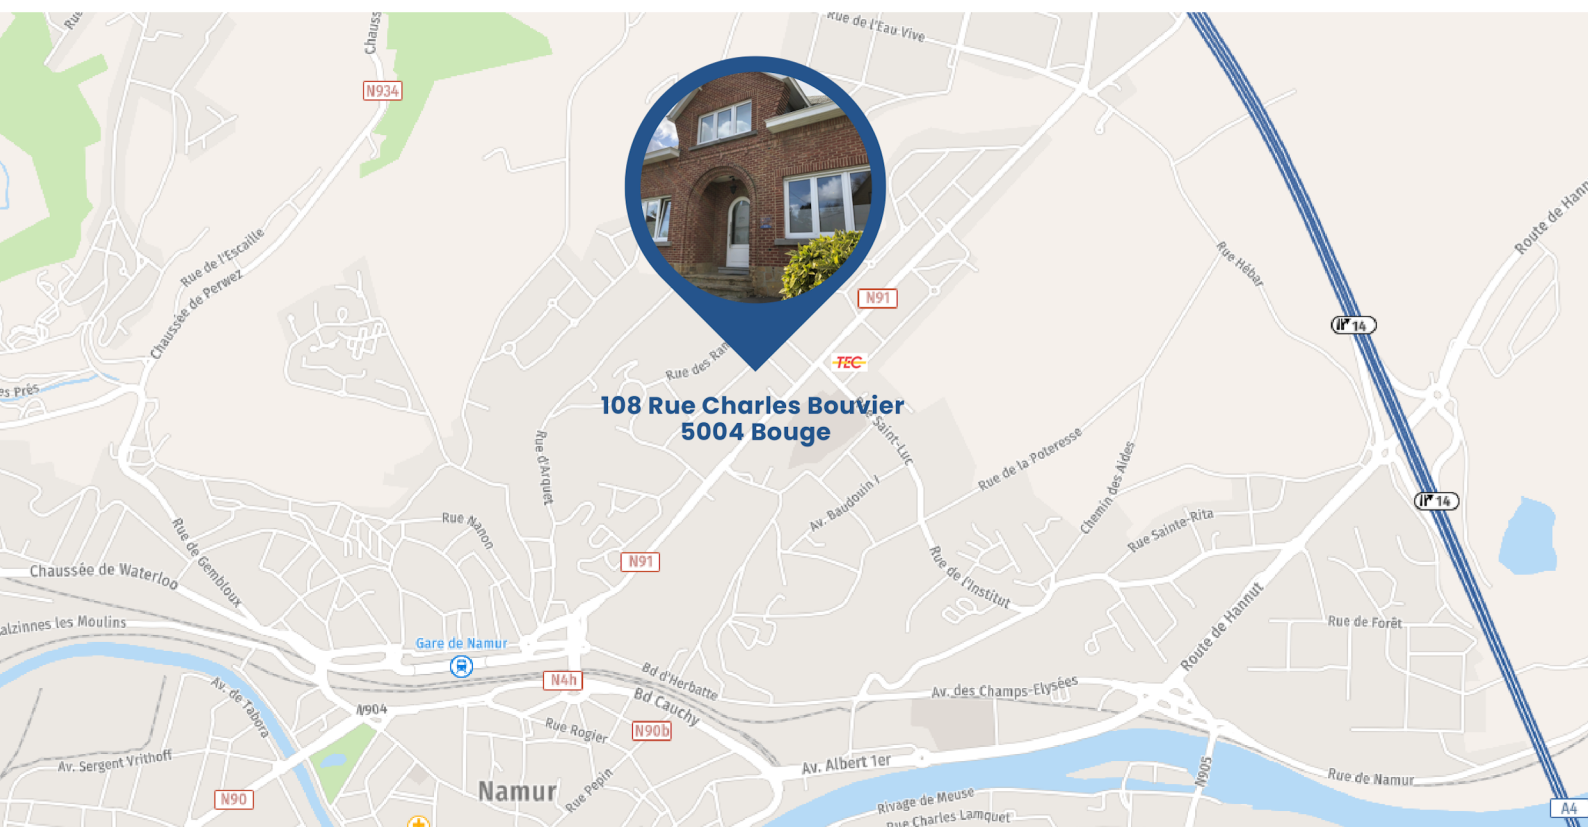 Rue de l'Eau Vive
Chauss
Rue
N934
Rue de l'Escaille
Chaussée de Perwez
Route de Hann
Rue Hébar
N91
14
TEC
Rue des Ran
es Prés
108 Rue Charles Bouvier
5004 Bouge
Saint-Luc
Rue d'Arquet
Rue de la Poteresse
Chemin des Aides
14
Av. Baudouin I
Rue Nanon
Rue Sainte-Rita
Rue de Gembloux
N91
Chaussée de Waterloo
Rue de l'Institut
alzinnes les Moulins
Rue de Forêt
Route de Hannut
Gare de Namur
N4h
Bd d'Herbatte
Av. des Champs-Elysées
Av. de Tabora
N904
Bd Cauchy
Rue Rogier
N90b
Av. Sergent Vrithoff
Av. Albert 1er
N905
Rue de Namur
Namur
Rue Pepin
N90
Rivage de Meuse
A4
Rue Charles Lamquet